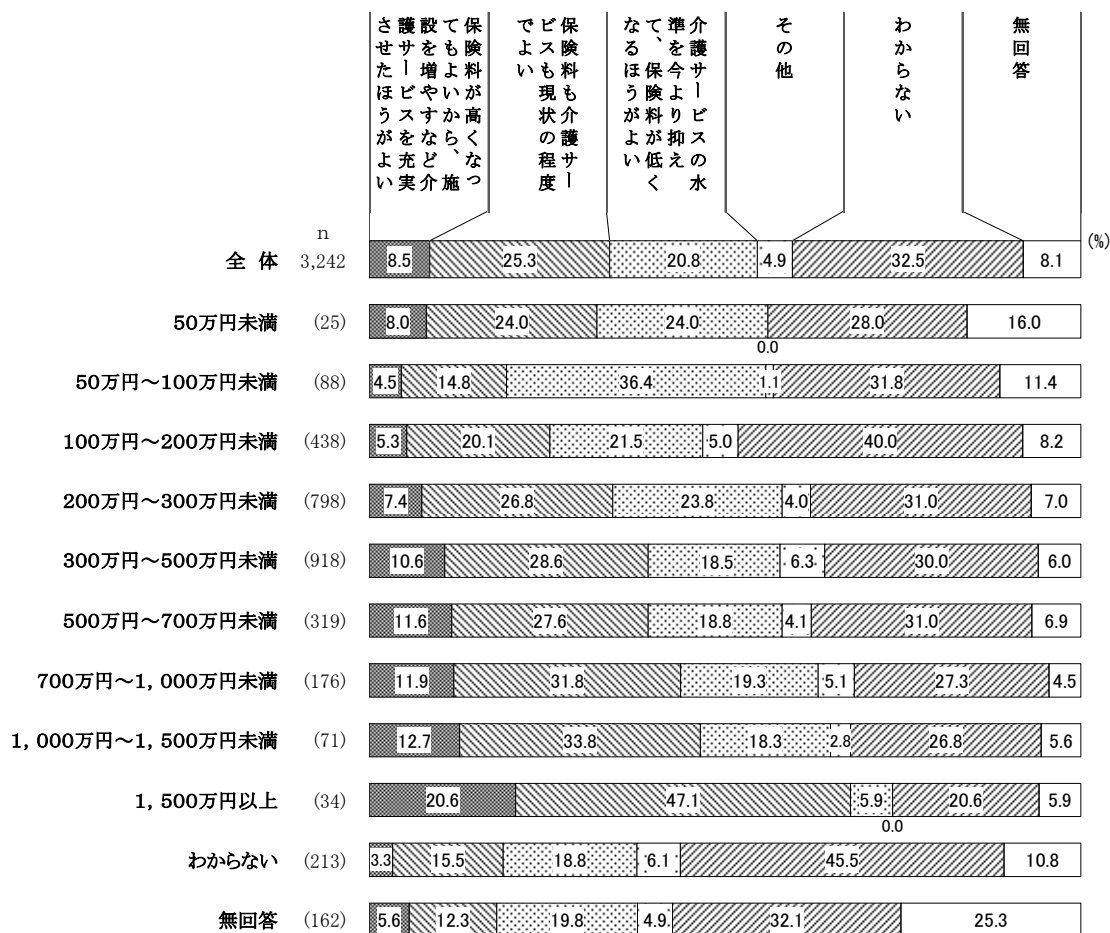 保険料が高くなっ
てもよいから、施
設を増やすなど介
護サービスを充実
させたほうがよい
保険料も介護サー
ビスも現状の程度
でよい
介護サービスの水
準を今より抑え
て、保険料が低く
なるほうがよい
その他
わからない
無回答
n
(%)
全 体 3,242 8.5 25.3 20.8 4.9 32.5 8.1
50万円未満 (25) 8.0 24.0 24.0 28.0 16.0
0.0
50万円～100万円未満 (88) 4.5 14.8 36.4 1.1 31.8 11.4
100万円～200万円未満 (438) 5.3 20.1 21.5 5.0 40.0 8.2
200万円～300万円未満 (798) 7.4 26.8 23.8 4.0 31.0 7.0
300万円～500万円未満 (918) 10.6 28.6 18.5 6.3 30.0 6.0
500万円～700万円未満 (319) 11.6 27.6 18.8 4.1 31.0 6.9
700万円～1,000万円未満 (176) 11.9 31.8 19.3 5.1 27.3 4.5
1,000万円～1,500万円未満 (71) 12.7 33.8 18.3 2.8 26.8 5.6
1,500万円以上 (34) 20.6 47.1 5.9 20.6 5.9
0.0
わからない (213) 3.3 15.5 18.8 6.1 45.5 10.8
無回答 (162) 5.6 12.3 19.8 4.9 32.1 25.3